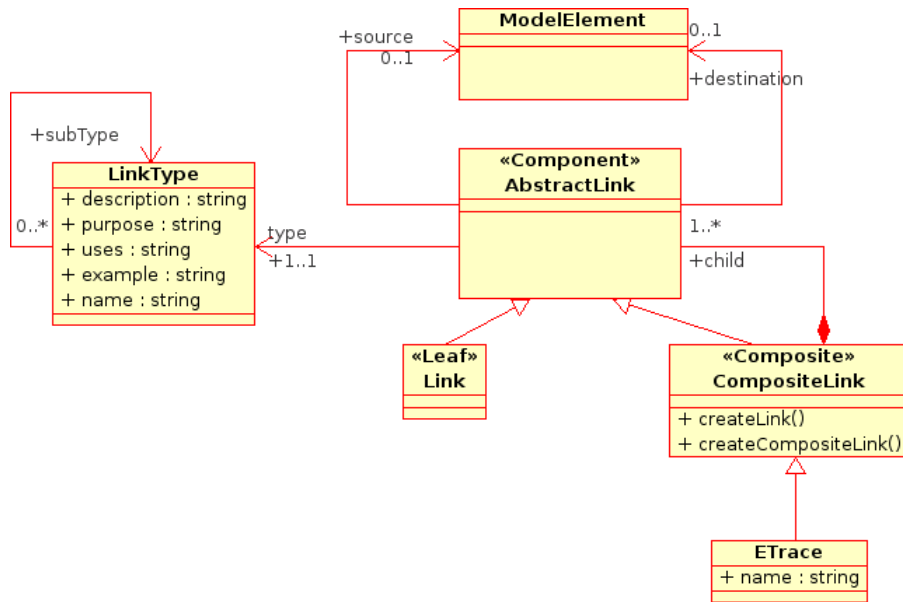 ModelElement
+source
0..1
0..1
+destination
+subType
LinkType
+ description : string
+ purpose : string
+ uses : string
+ example : string
+ name : string
0..*
«Component»
AbstractLink
type
+1..1
1..*
+child
«Leaf»
Link
«Composite»
CompositeLink
+ createLink()
+ createCompositeLink()
ETrace
+ name : string